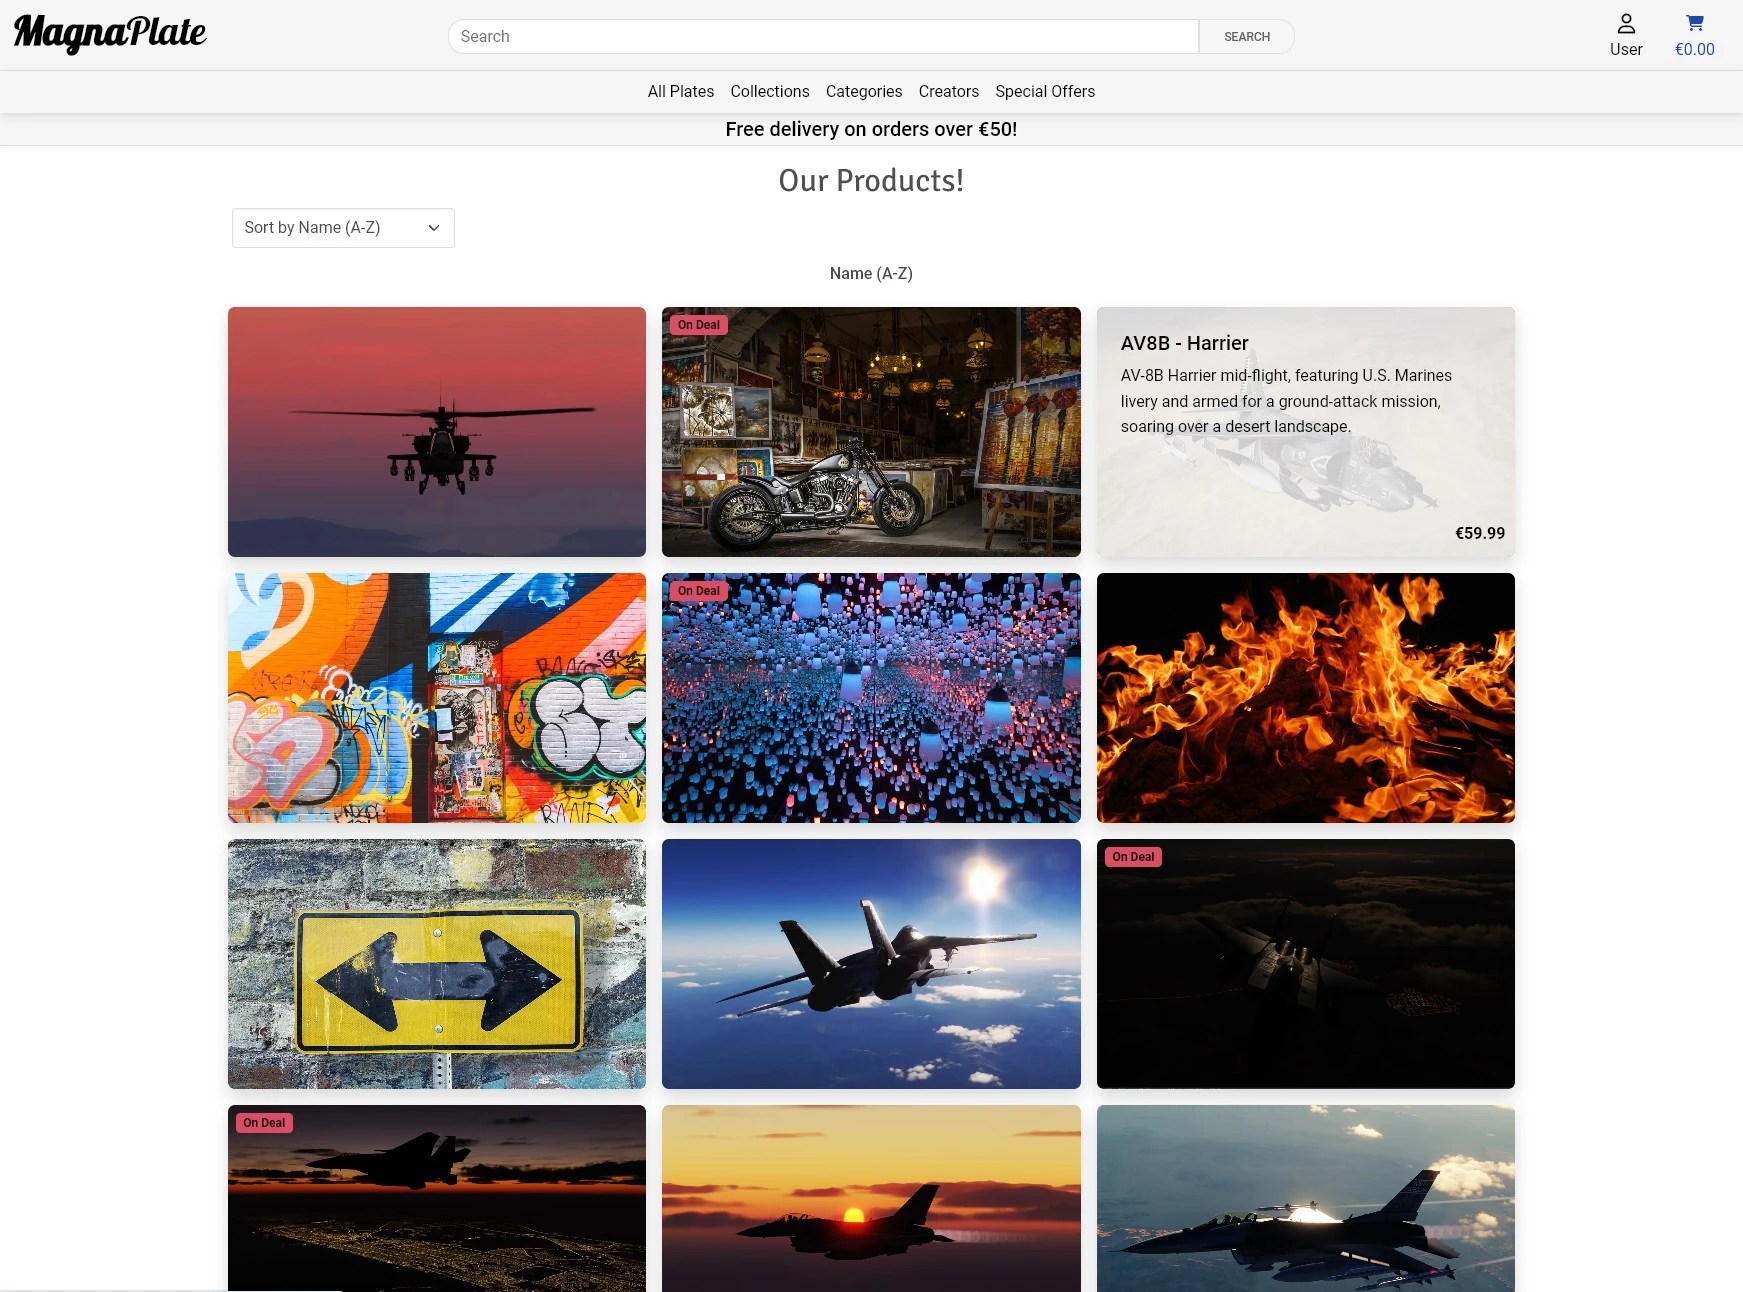 MagnaPlate
Search
SEARCH
User
€0.00
All Plates
Collections
Categories
Creators
Special Offers
Free delivery on orders over €50!
Our Products!
Sort by Name (A-Z)
Name (A-Z)
On Deal
AV8B - Harrier
AV-8B Harrier mid-flight, featuring U.S. Marines
livery and armed for a ground-attack mission,
soaring over a desert landscape.
€59.99
On Deal
On Deal
On Deal